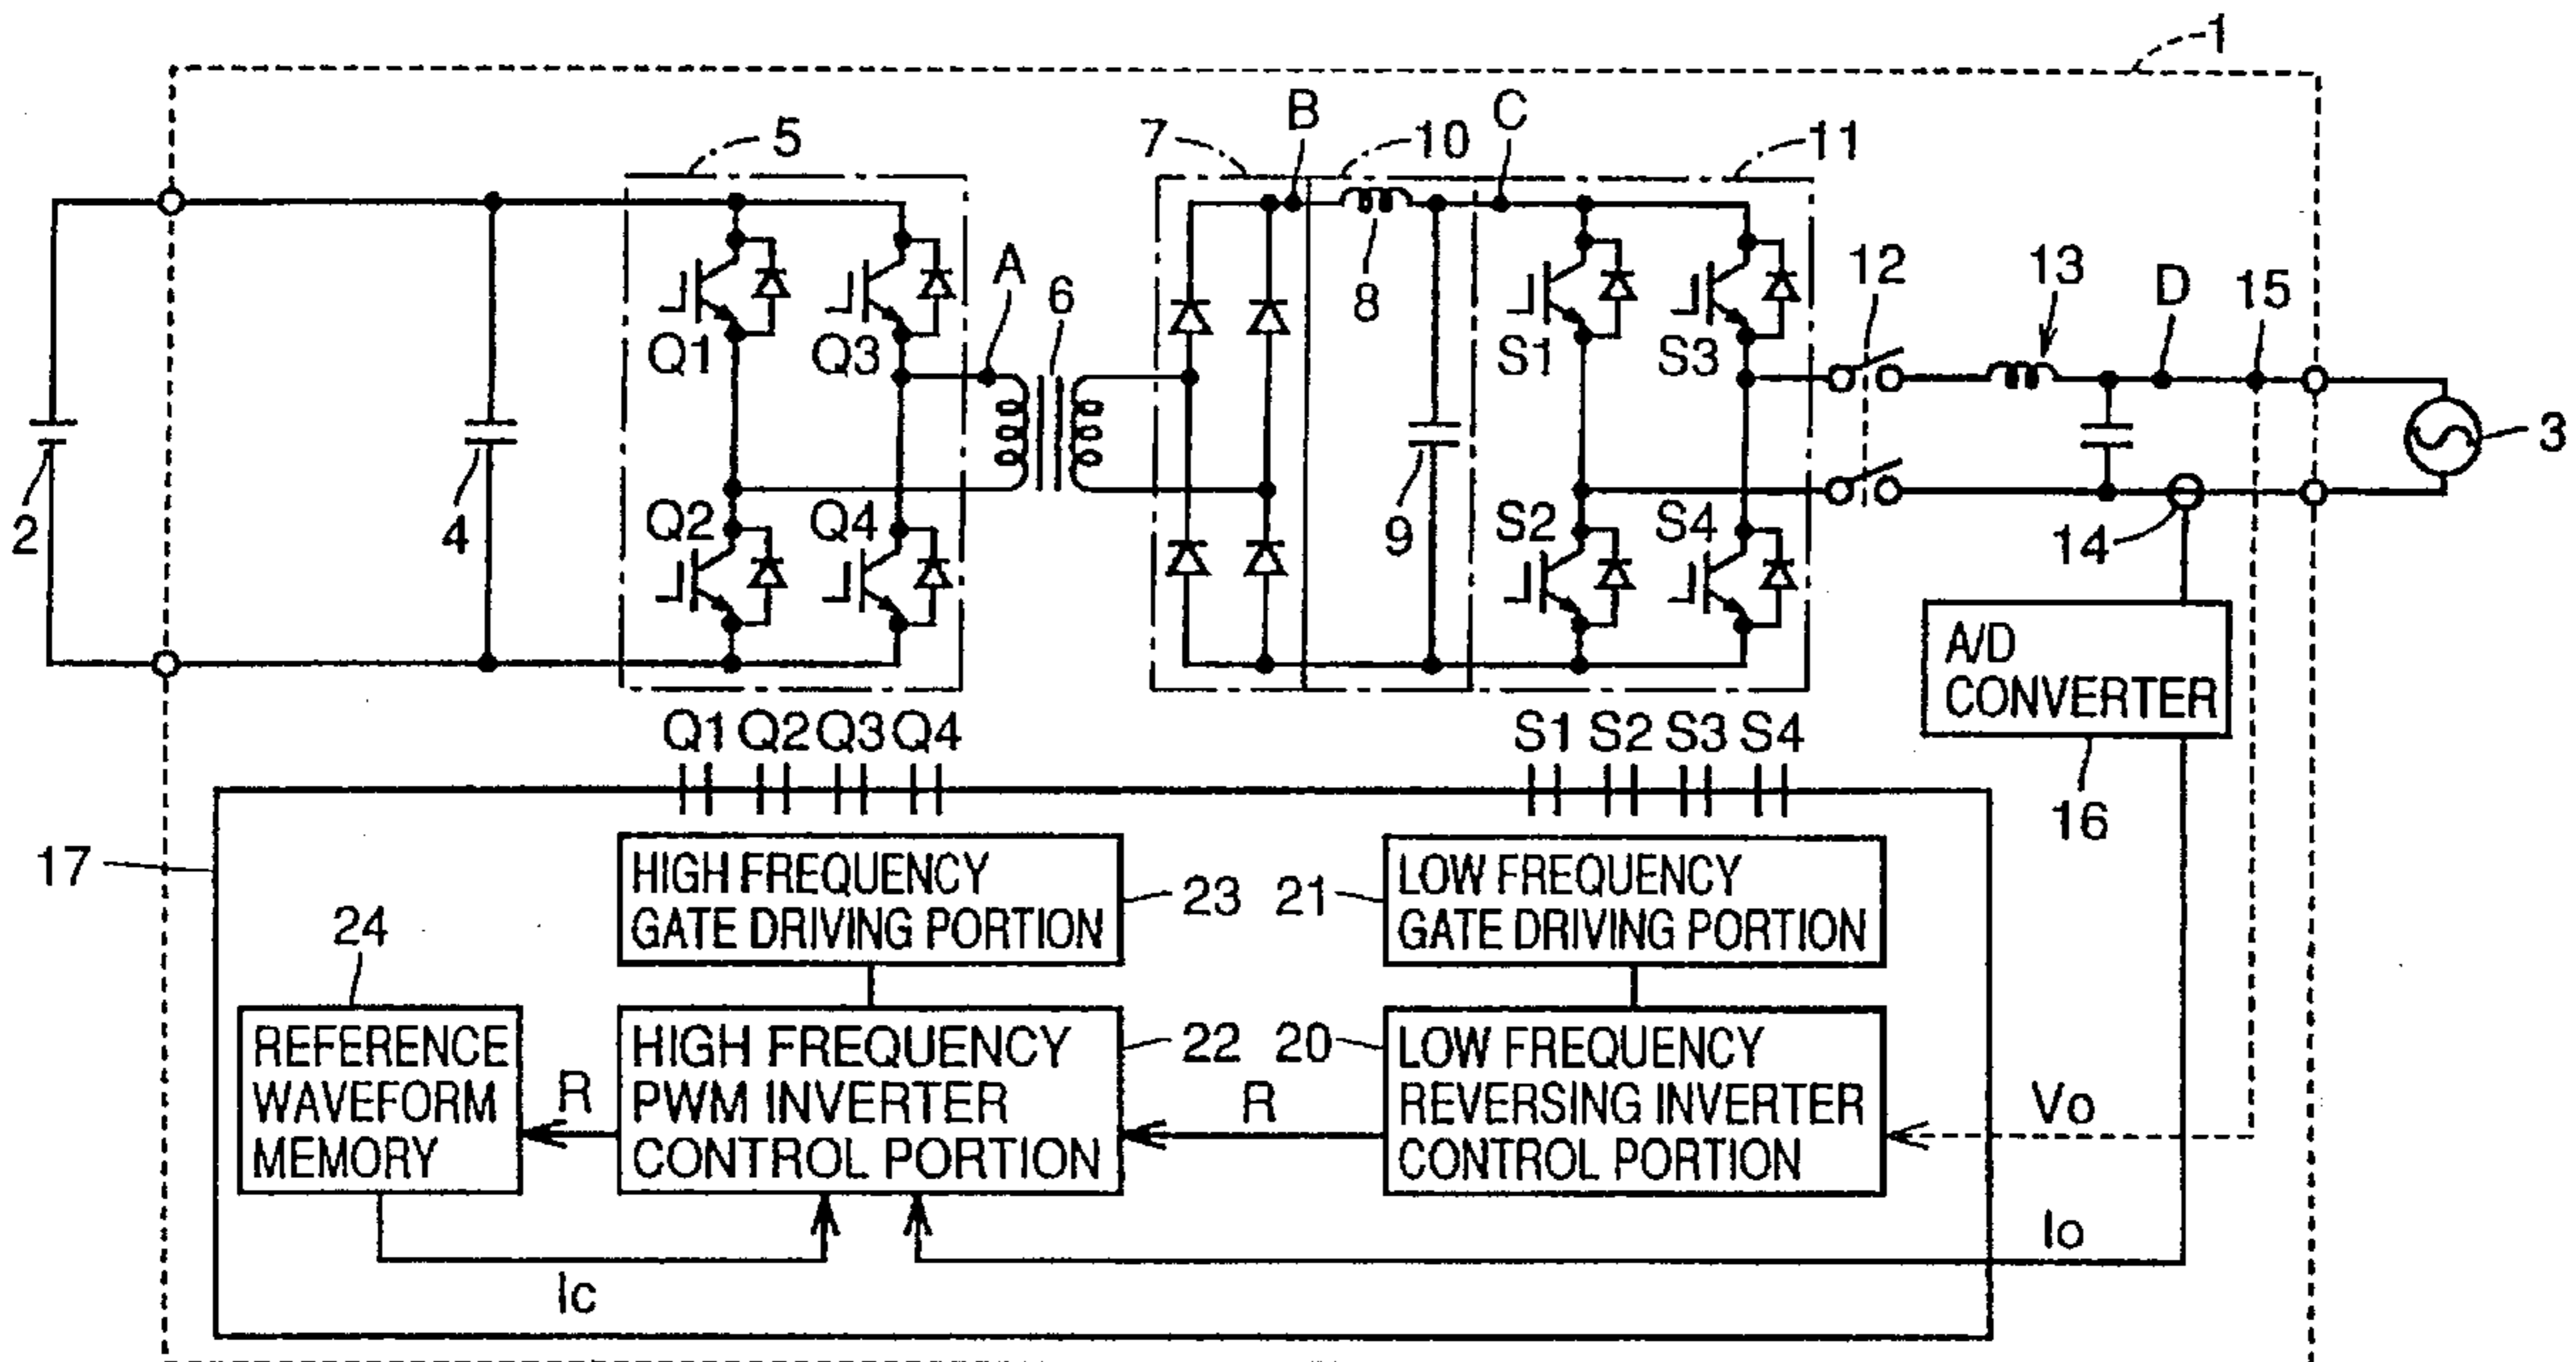 1
5
7
B
10
C
11
A
6
8
12
13
D
15
Q1
Q3
S1
S3
3
2
4
Q2
Q4
9
S2
S4
14
A/D
CONVERTER
16
Q1 Q2 Q3 Q4
S1 S2 S3 S4
17
HIGH FREQUENCY
GATE DRIVING PORTION
23
21
LOW FREQUENCY
GATE DRIVING PORTION
24
REFERENCE
WAVEFORM
MEMORY
R
HIGH FREQUENCY
PWM INVERTER
CONTROL PORTION
22
20
R
LOW FREQUENCY
REVERSING INVERTER
CONTROL PORTION
Vo
Io
Ic